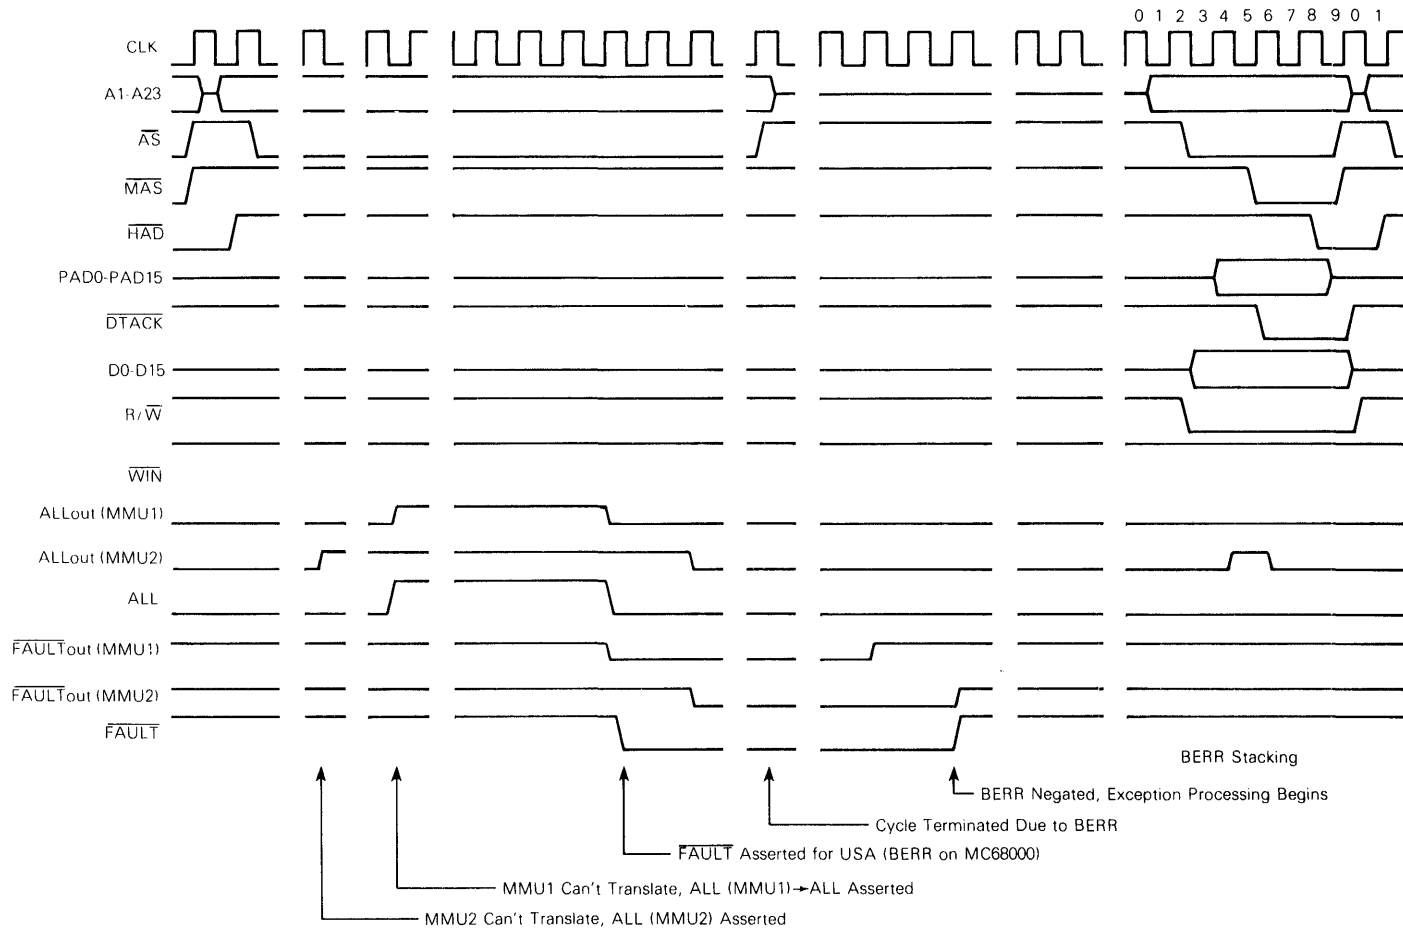 0 1 2 3 4 5 6 7 8 9 0 1
CLK
A1-A23
AS
MAS
HAD
PAD0-PAD15
DTACK
D0-D15
R/W
WIN
ALLout (MMU1)
ALLout (MMU2)
ALL
FAULTout (MMU1)
FAULTout (MMU2)
FAULT
BERR Stacking
BERR Negated, Exception Processing Begins
Cycle Terminated Due to BERR
FAULT Asserted for USA (BERR on MC68000)
MMU1 Can't Translate, ALL (MMU1)→ALL Asserted
MMU2 Can't Translate, ALL (MMU2) Asserted